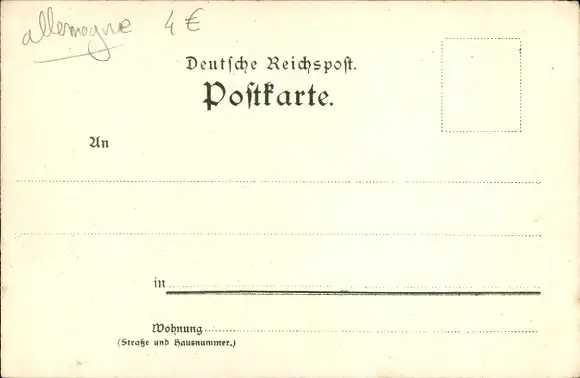 allemagne 4 €
Deutſche Reichspoſt.
Poſtkarte.
An
in
Wohnung
(Straße und Hausnummer.)